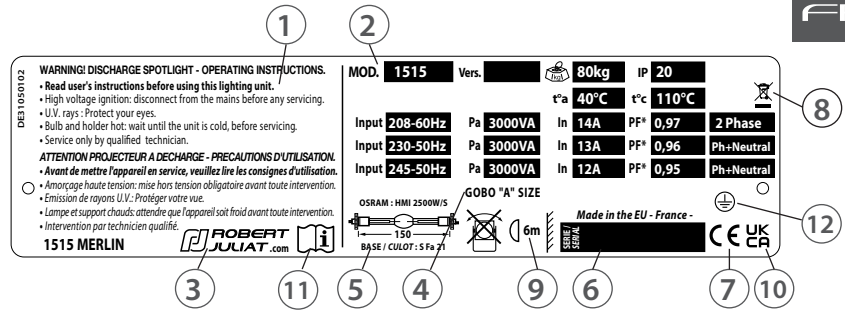 1
2
DE31050102
WARNING! DISCHARGE SPOTLIGHT - OPERATING INSTRUCTIONS.
• Read user's instructions before using this lighting unit.
• High voltage ignition: disconnect from the mains before any servicing.
• U.V. rays : Protect your eyes.
• Bulb and holder hot: wait until the unit is cold, before servicing.
• Service only by qualified technician.
ATTENTION PROJECTEUR A DECHARGE - PRECAUTIONS D'UTILISATION.
• Avant de mettre l'appareil en service, veuillez lire les consignes d'utilisation.
• Amorçage haute tension: mise hors tension obligatoire avant toute intervention.
• Emission de rayons U.V.: Protéger votre vue.
• Lampe et support chauds: attendre que l'appareil soit froid avant toute intervention.
• Intervention par technicien qualifié.
1515 MERLIN
ROBERT
JULIAT.com
i
MOD. 1515 Vers. 1kg 80kg IP 20
t°a 40°C t°c 110°C
8
Input 208-60Hz Pa 3000VA In 14A PF* 0,97 2 Phase
Input 230-50Hz Pa 3000VA In 13A PF* 0,96 Ph+Neutral
Input 245-50Hz Pa 3000VA In 12A PF* 0,95 Ph+Neutral
GOBO "A" SIZE
OSRAM : HMI 2500W/S
150
BASE / CULOT : S Fa 21
6m
Made in the EU - France -
SERIE/
SERIAL
CE
UK
CA
12
3
11
5
4
9
6
7
10